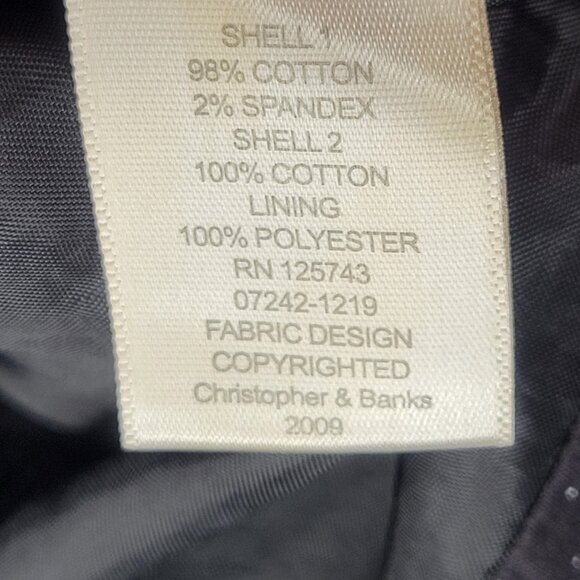 SHELL 1
98% COTTON
2% SPANDEX
SHELL 2
100% COTTON
LINING
100% POLYESTER
RN 125743
07242-1219
FABRIC DESIGN
COPYRIGHTED
Christopher & Banks
2009